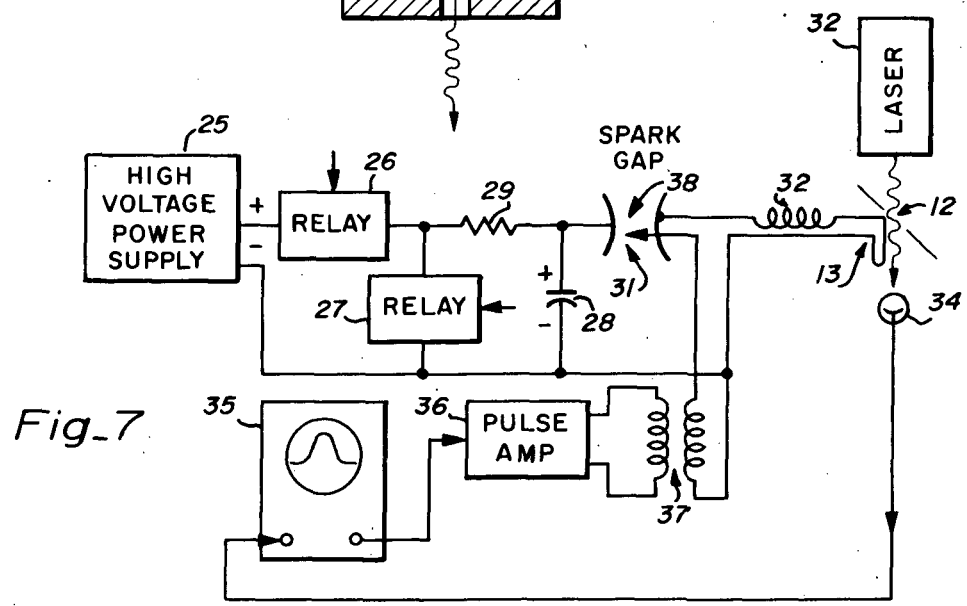 32
LASER
25
HIGH
VOLTAGE
POWER
SUPPLY
+
-
26
RELAY
27
RELAY
29
+
-
28
SPARK
GAP
38
31
32
12
13
34
Fig_7
35
36
PULSE
AMP
37